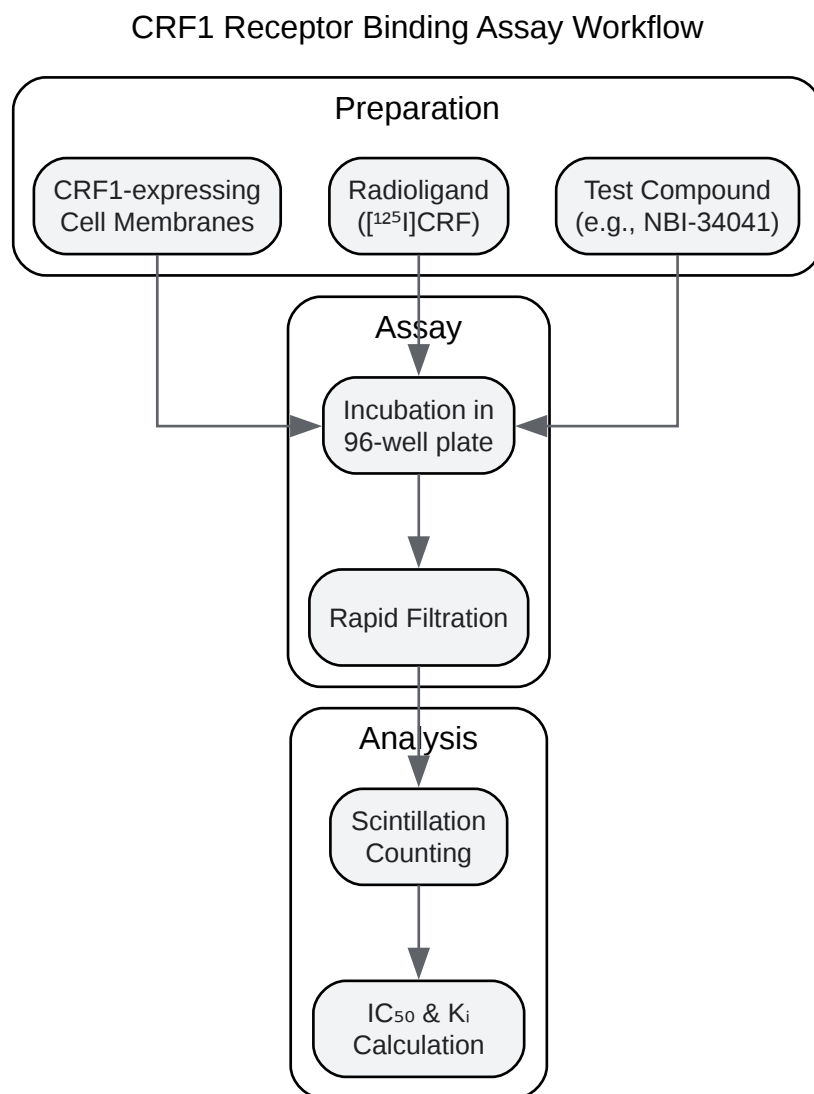 CRF1 Receptor Binding Assay Workflow
Preparation
CRF1-expressing
Cell Membranes
Radioligand
([¹²⁵I]CRF)
Test Compound
(e.g., NBI-34041)
Assay
Incubation in
96-well plate
Rapid Filtration
Analysis
Scintillation
Counting
IC₅₀ & Kᵢ
Calculation